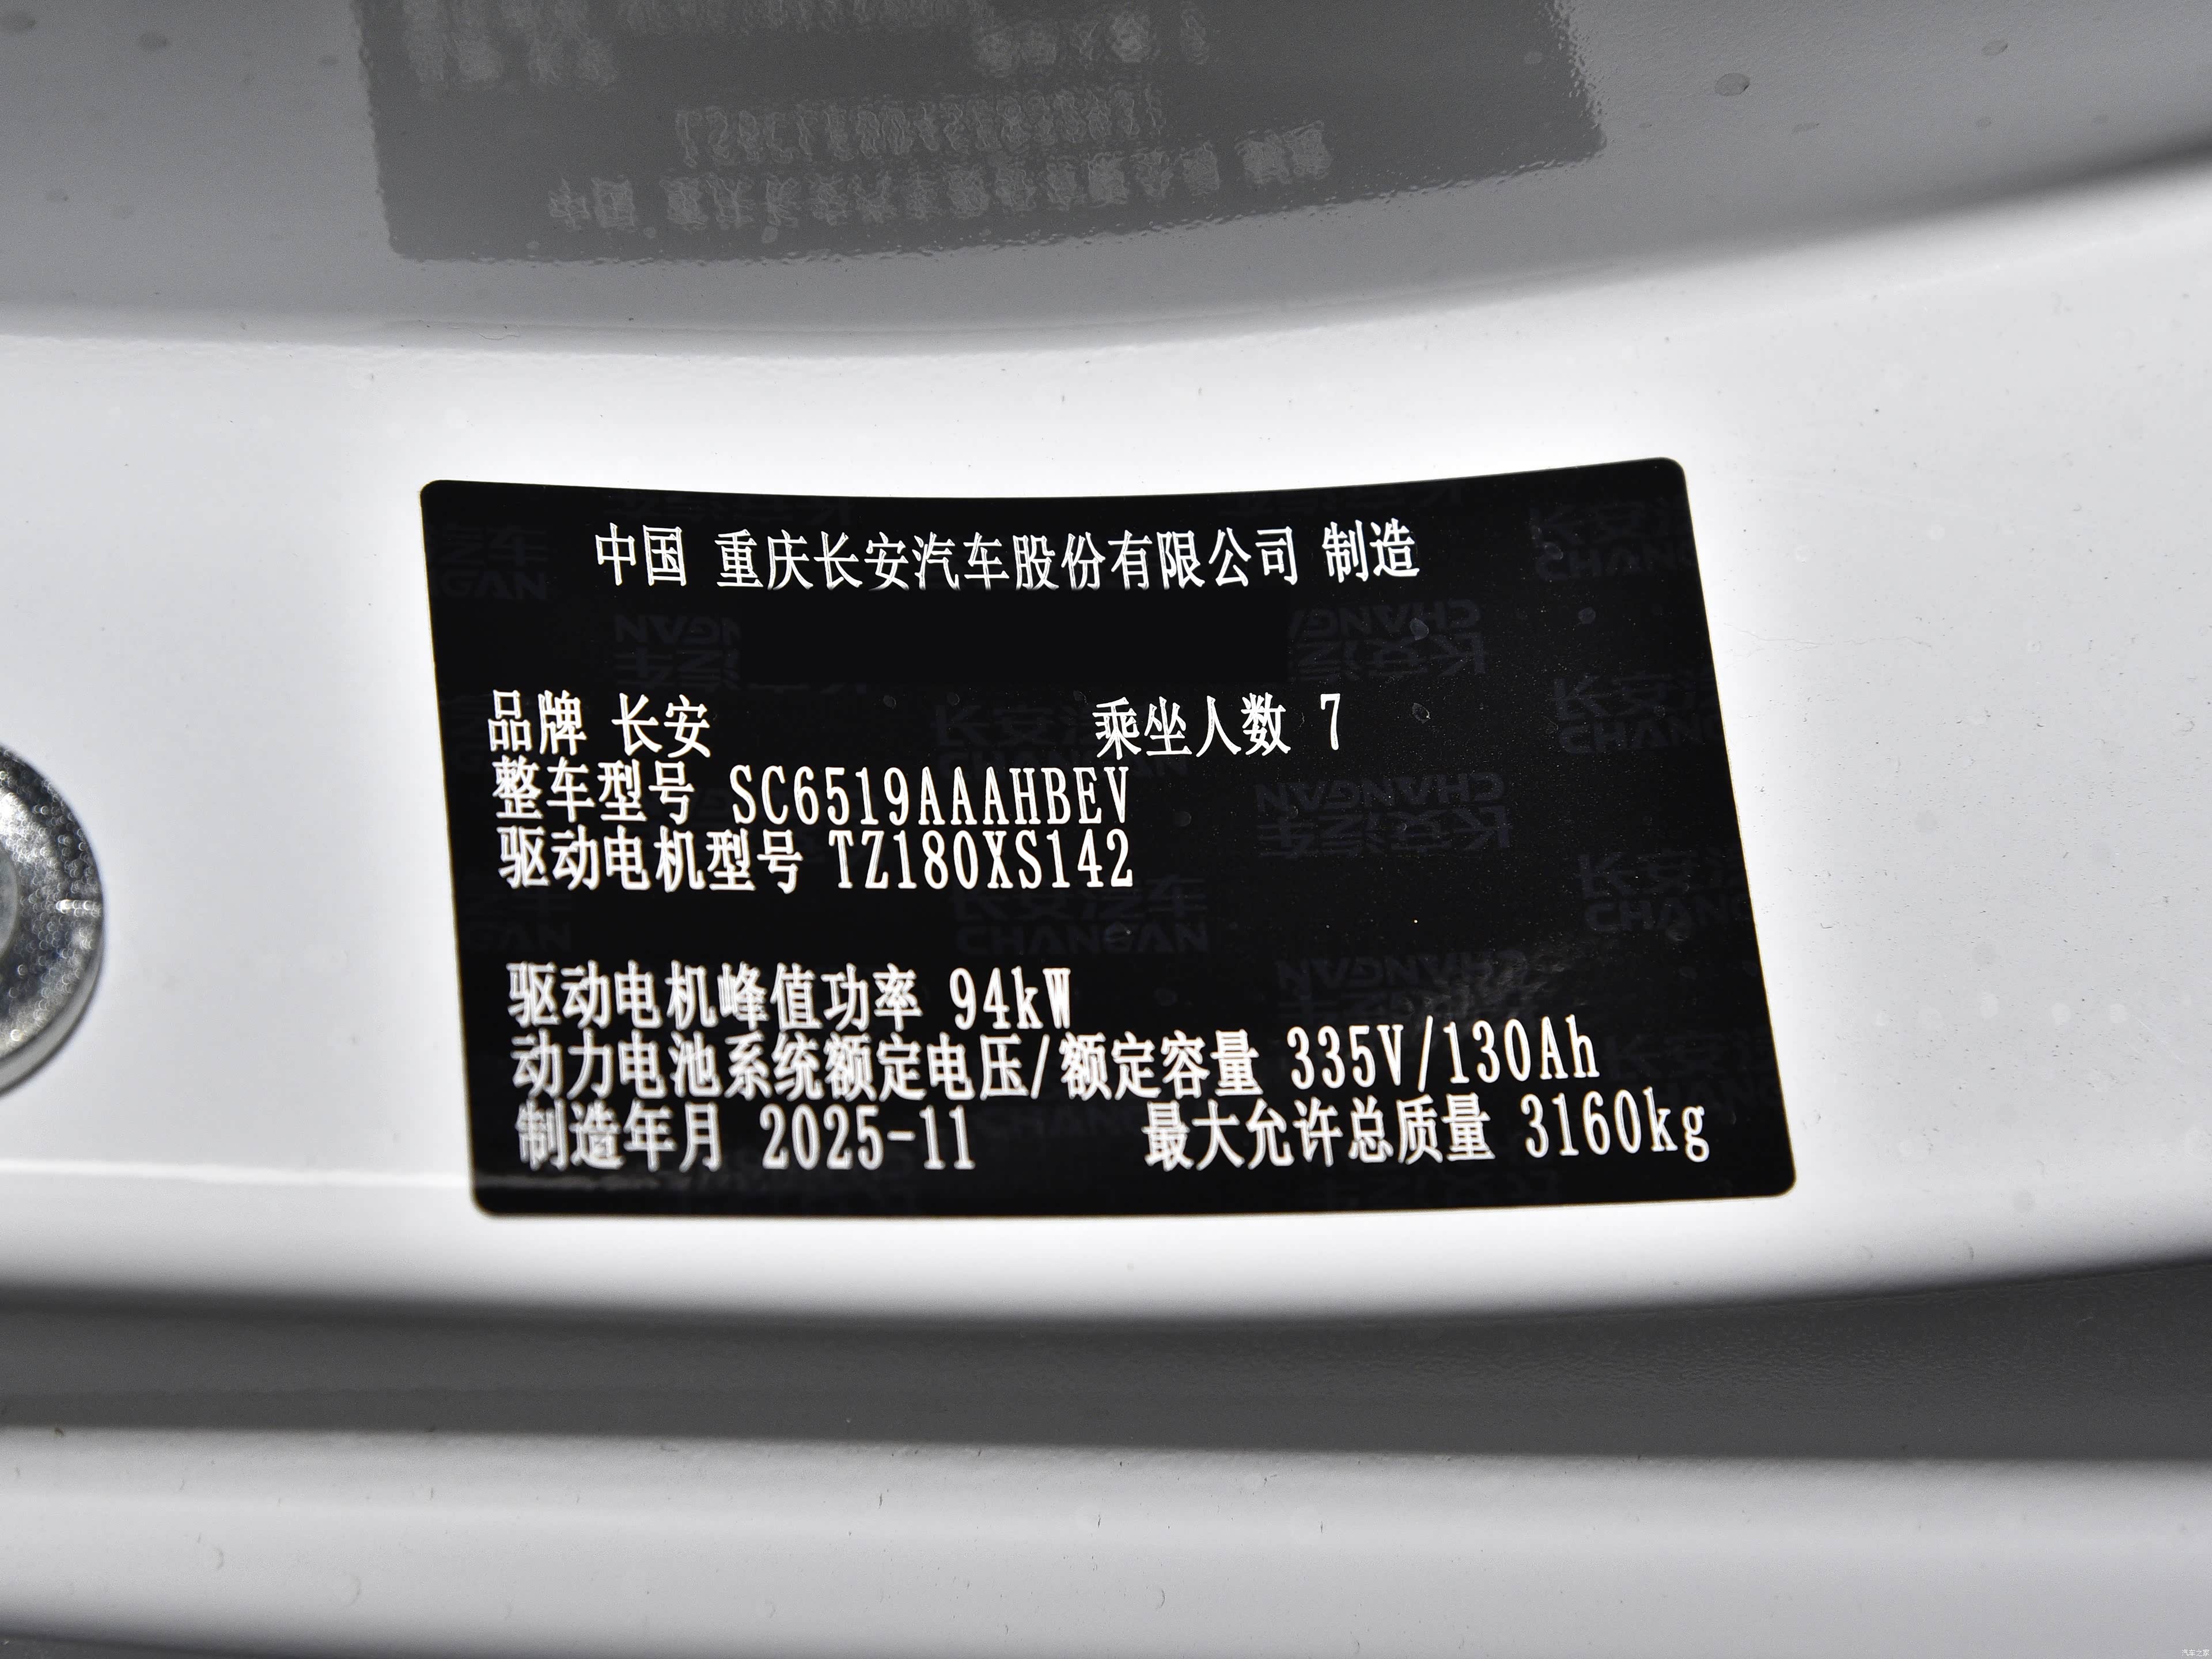 中国 重庆长安汽车股份有限公司 制造
品牌 长安 乘坐人数 7
整车型号 SC6519AAAHBEV
驱动电机型号 TZ180XS142
驱动电机峰值功率 94kW
动力电池系统额定电压/额定容量 335V/130Ah
制造年月 2025-11 最大允许总质量 3160kg
汽车之家